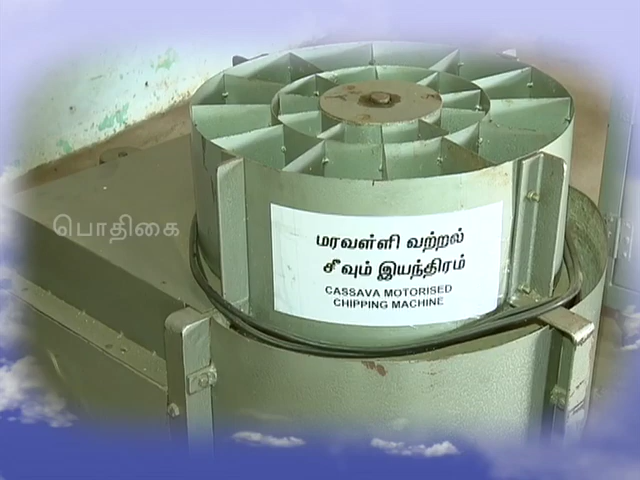 பொதிகை
மரவள்ளி வற்றல்
சீவும் இயந்திரம்
CASSAVA MOTORISED
CHIPPING MACHINE